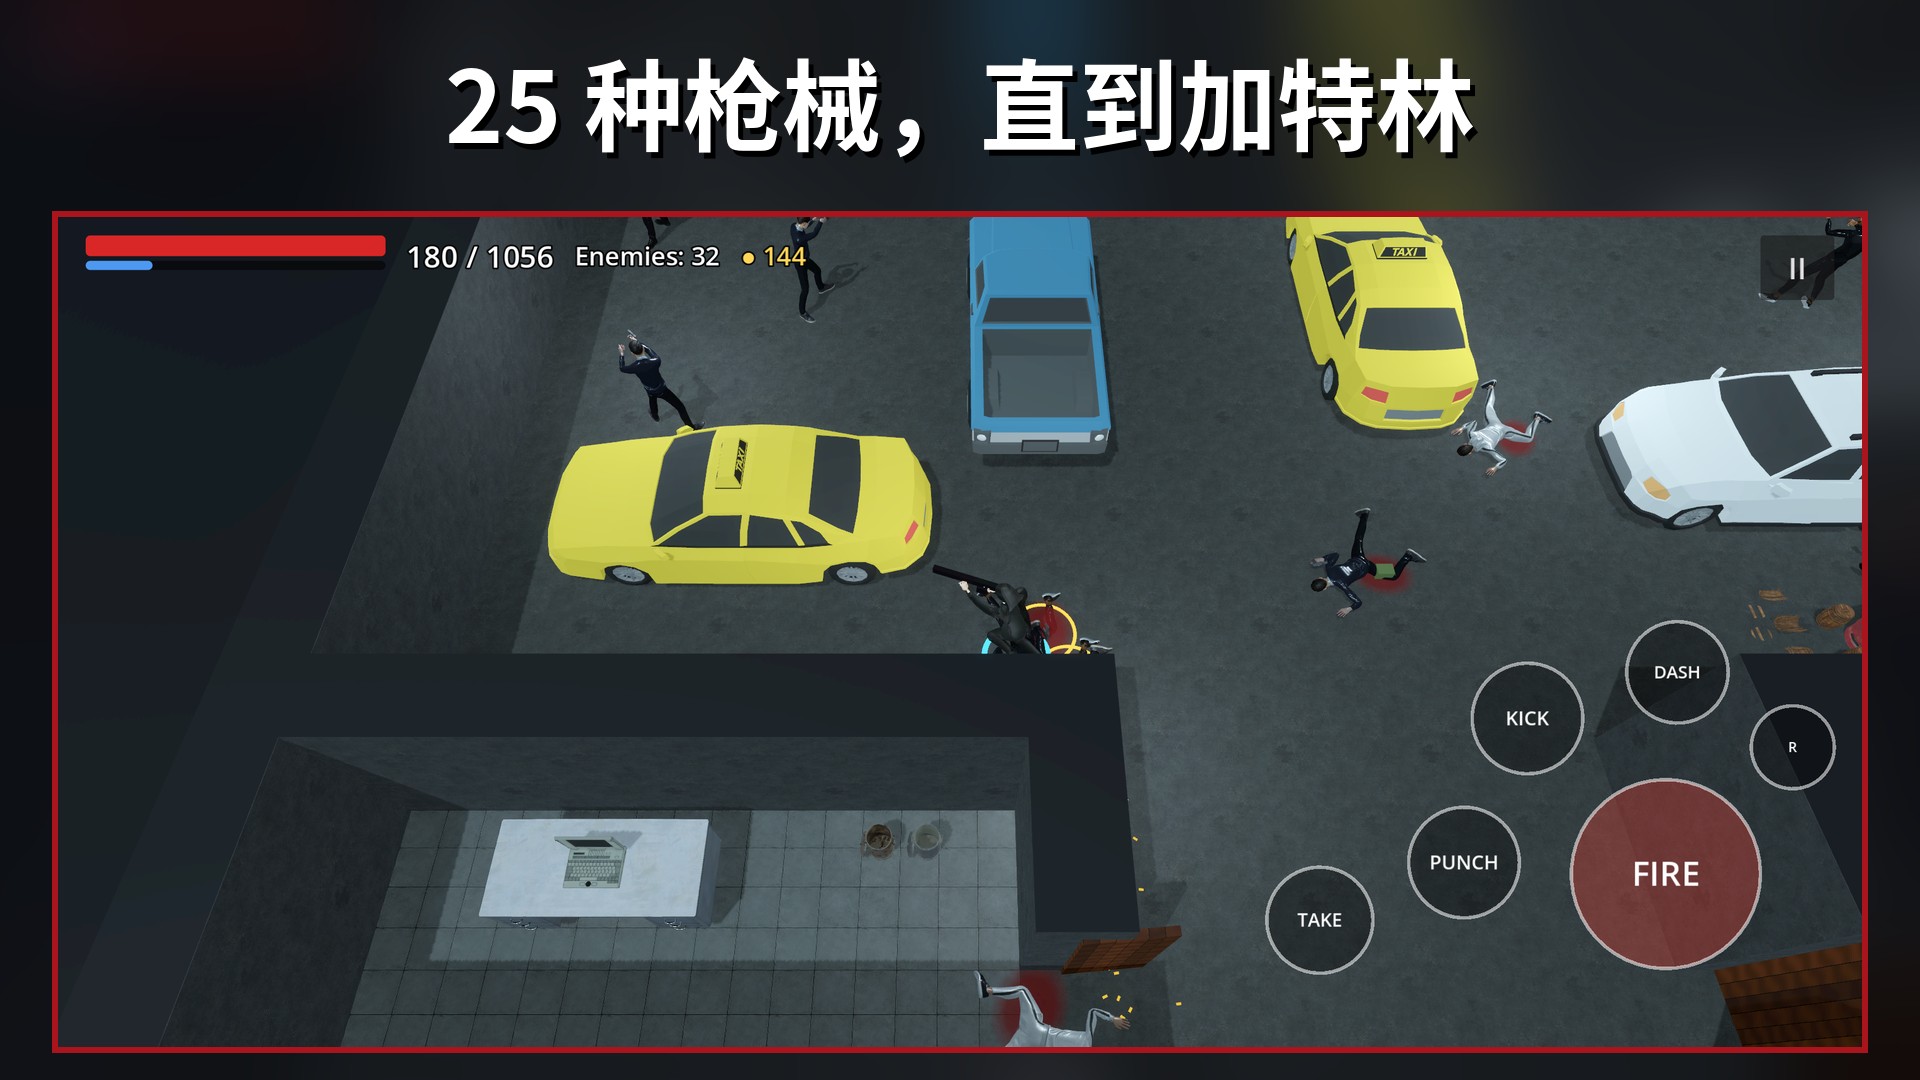 25 种枪械，直到加特林
180 / 1056 Enemies: 32 144
TAXI
TAXI
DASH
KICK
R
PUNCH
FIRE
TAKE